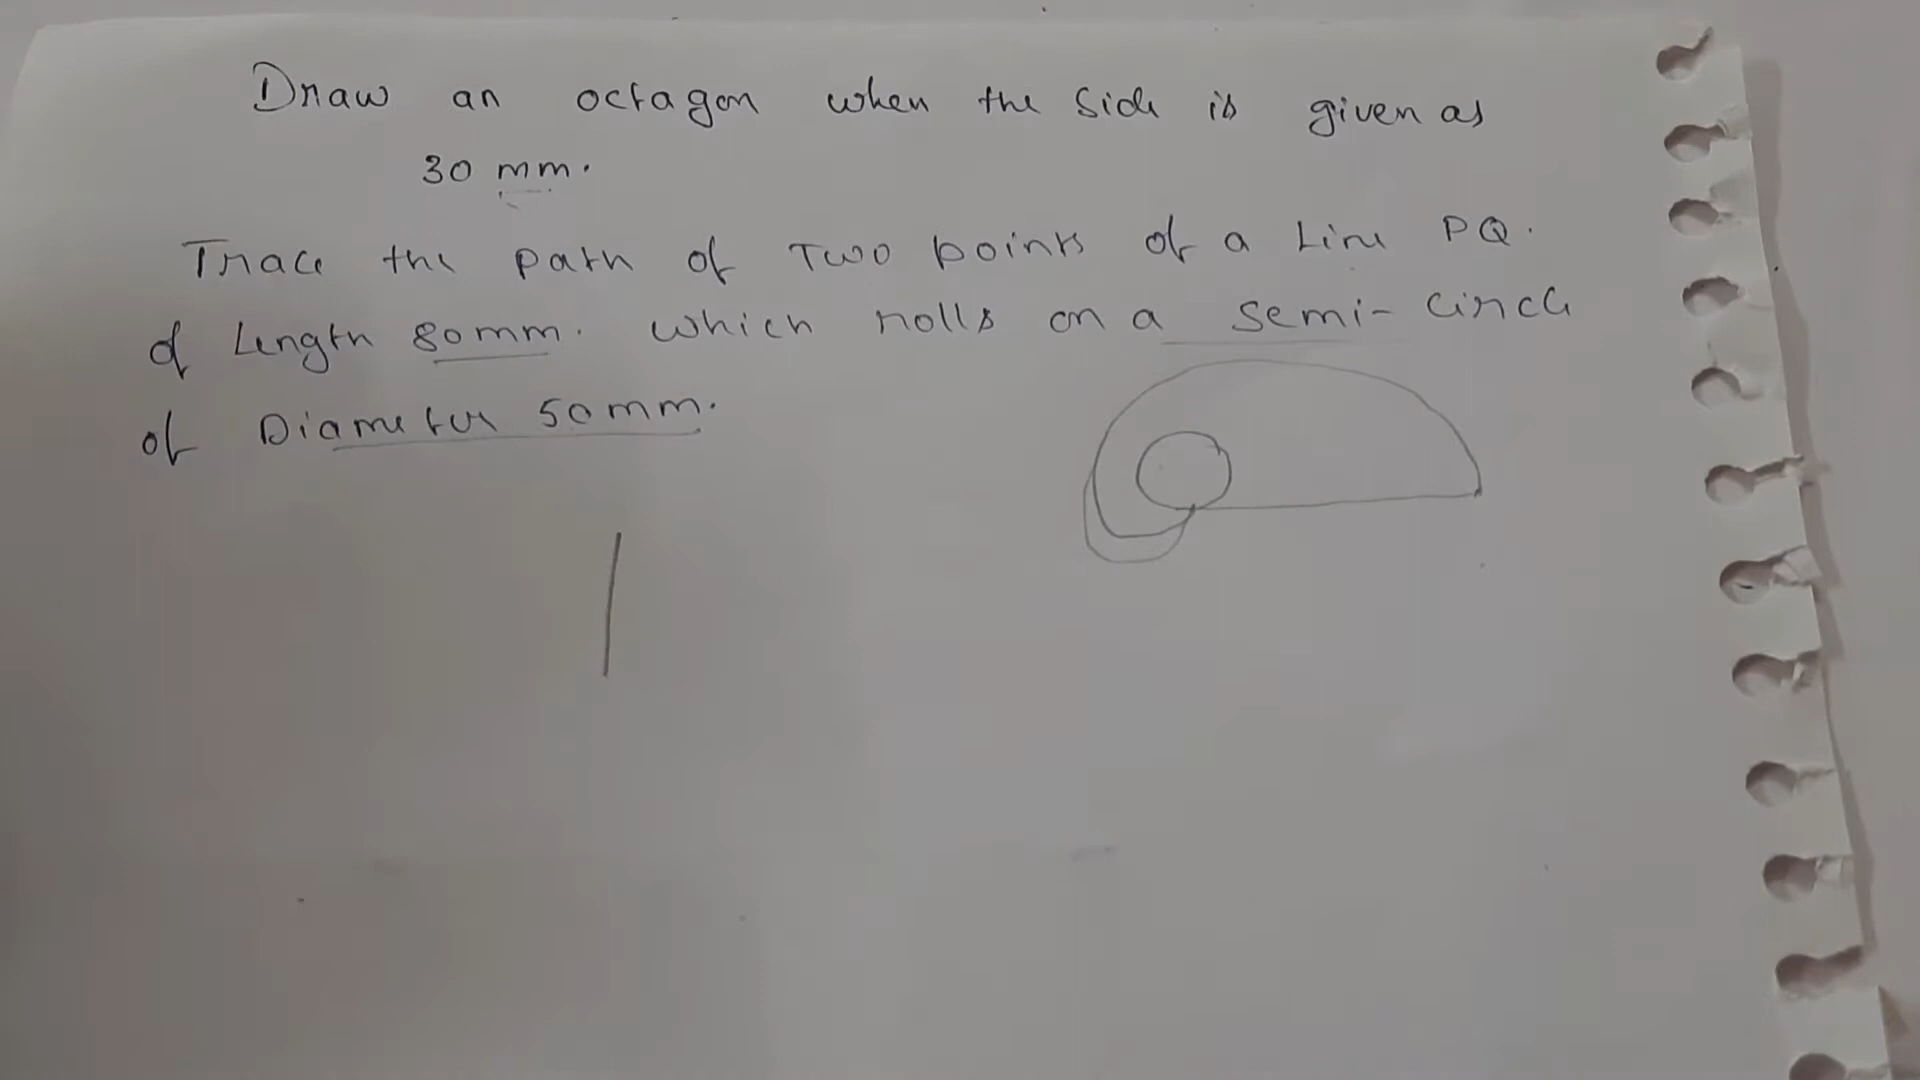 Draw an octagon when the side is given as
30 mm.
Trace the path of Two points of a Line PQ.
of Length 80mm. which rolls on a semi-circle
of Diameter 50mm.